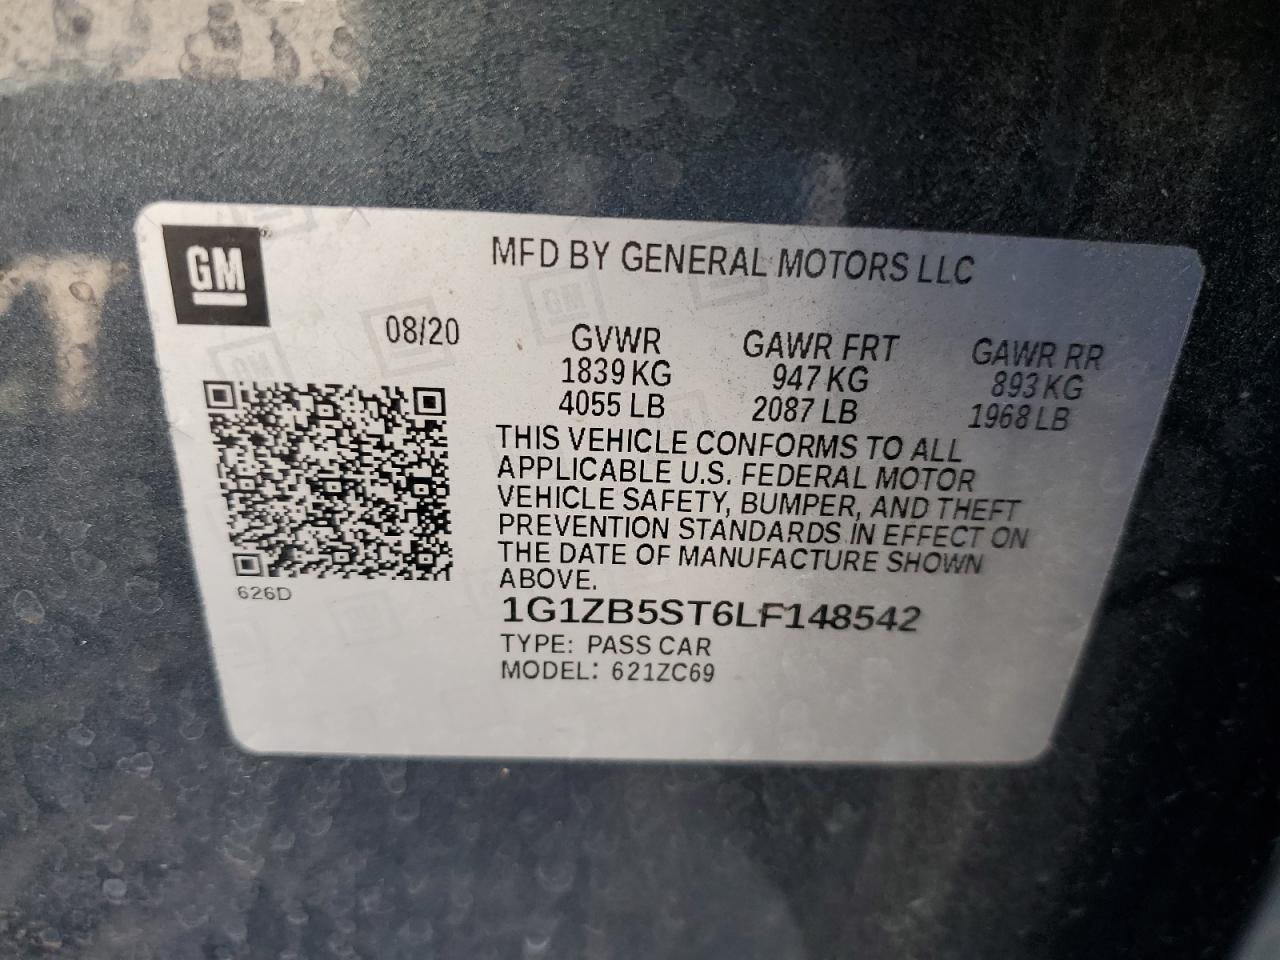 GM
MFD BY GENERAL MOTORS LLC
08/20
GVWR GAWR FRT GAWR RR
1839 KG 947 KG 893 KG
4055 LB 2087 LB 1968 LB
THIS VEHICLE CONFORMS TO ALL
APPLICABLE U.S. FEDERAL MOTOR
VEHICLE SAFETY, BUMPER, AND THEFT
PREVENTION STANDARDS IN EFFECT ON
THE DATE OF MANUFACTURE SHOWN
ABOVE.
626D
1G1ZB5ST6LF148542
TYPE: PASS CAR
MODEL: 621ZC69